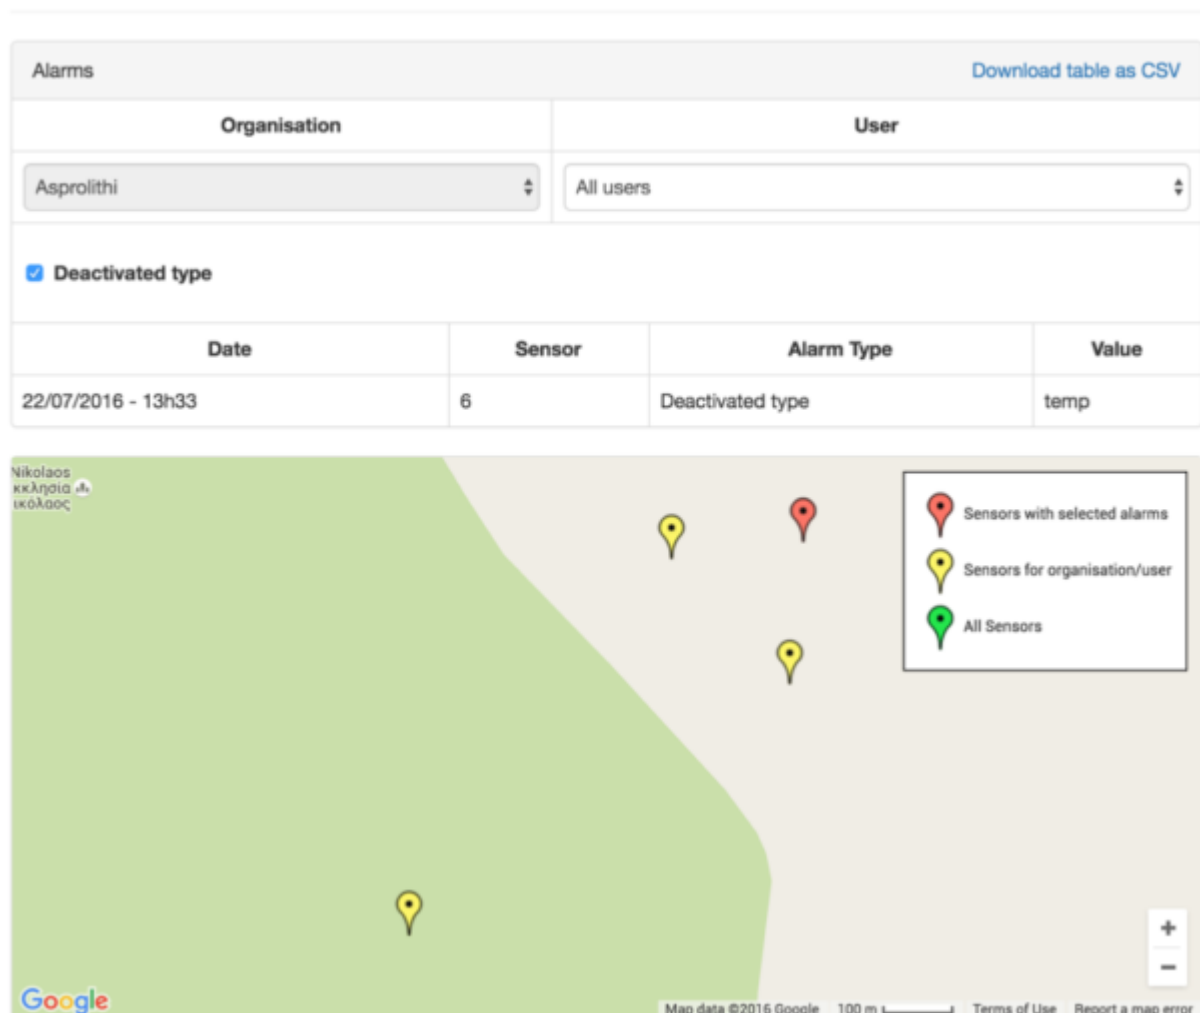 Alarms Download table as CSV
Organisation User
Asprolithi All users
Deactivated type
Date Sensor Alarm Type Value
22/07/2016 - 13h33 6 Deactivated type temp
Nikolaos
κκλησία
ικόλαος
Sensors with selected alarms
Sensors for organisation/user
All Sensors
+
−
Google Map data ©2016 Google 100 m Terms of Use Report a map error